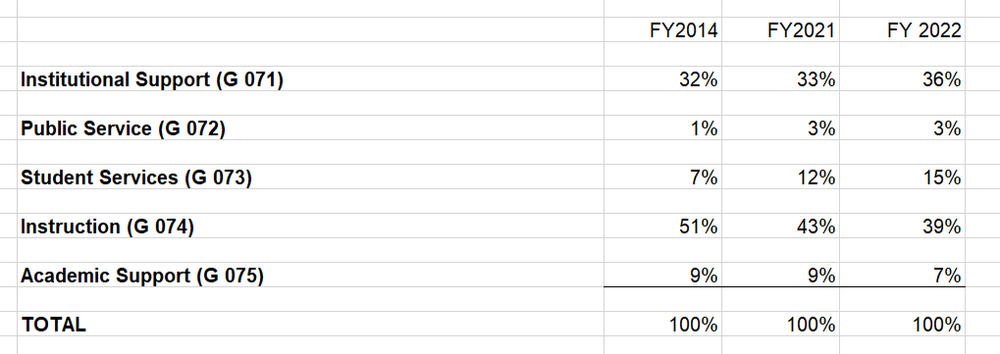 FY2014 FY2021 FY 2022
Institutional Support (G 071) 32% 33% 36%
Public Service (G 072) 1% 3% 3%
Student Services (G 073) 7% 12% 15%
Instruction (G 074) 51% 43% 39%
Academic Support (G 075) 9% 9% 7%
TOTAL 100% 100% 100%